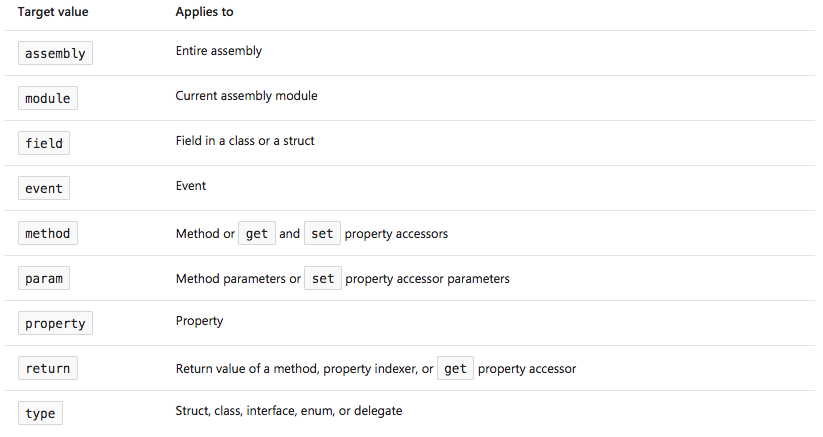 Target value Applies to
assembly Entire assembly
module Current assembly module
field Field in a class or a struct
event Event
method Method or get and set property accessors
param Method parameters or set property accessor parameters
property Property
return Return value of a method, property indexer, or get property accessor
type Struct, class, interface, enum, or delegate